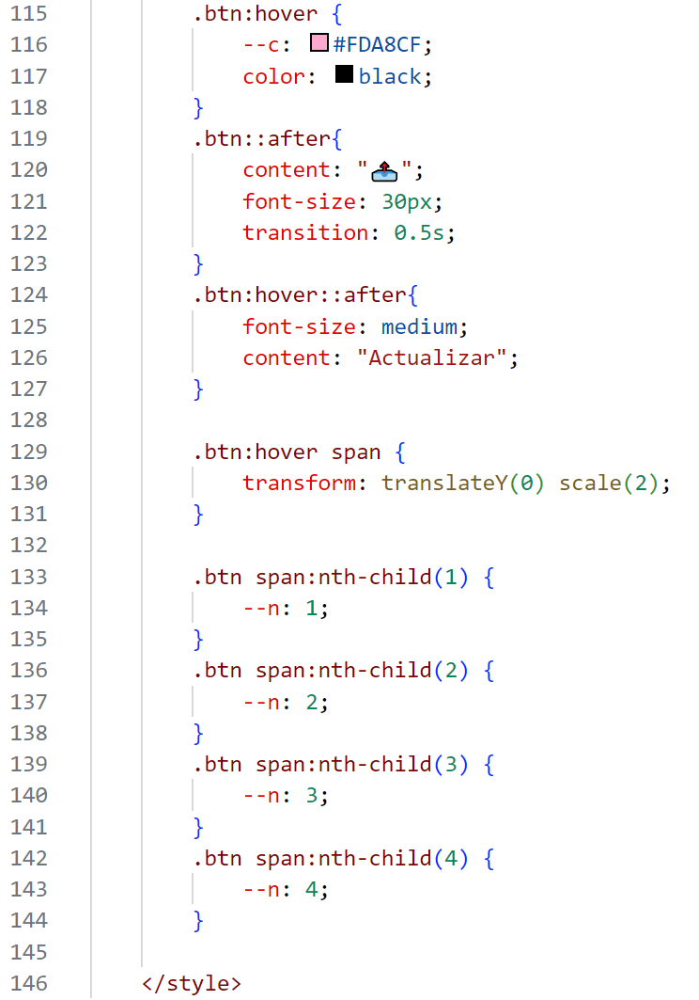 115 .btn:hover {
116 --c: #FDA8CF;
117 color: black;
118 }
119 .btn::after{
120 content: "📤";
121 font-size: 30px;
122 transition: 0.5s;
123 }
124 .btn:hover::after{
125 font-size: medium;
126 content: "Actualizar";
127 }
128
129 .btn:hover span {
130 transform: translateY(0) scale(2);
131 }
132
133 .btn span:nth-child(1) {
134 --n: 1;
135 }
136 .btn span:nth-child(2) {
137 --n: 2;
138 }
139 .btn span:nth-child(3) {
140 --n: 3;
141 }
142 .btn span:nth-child(4) {
143 --n: 4;
144 }
145
146 </style>